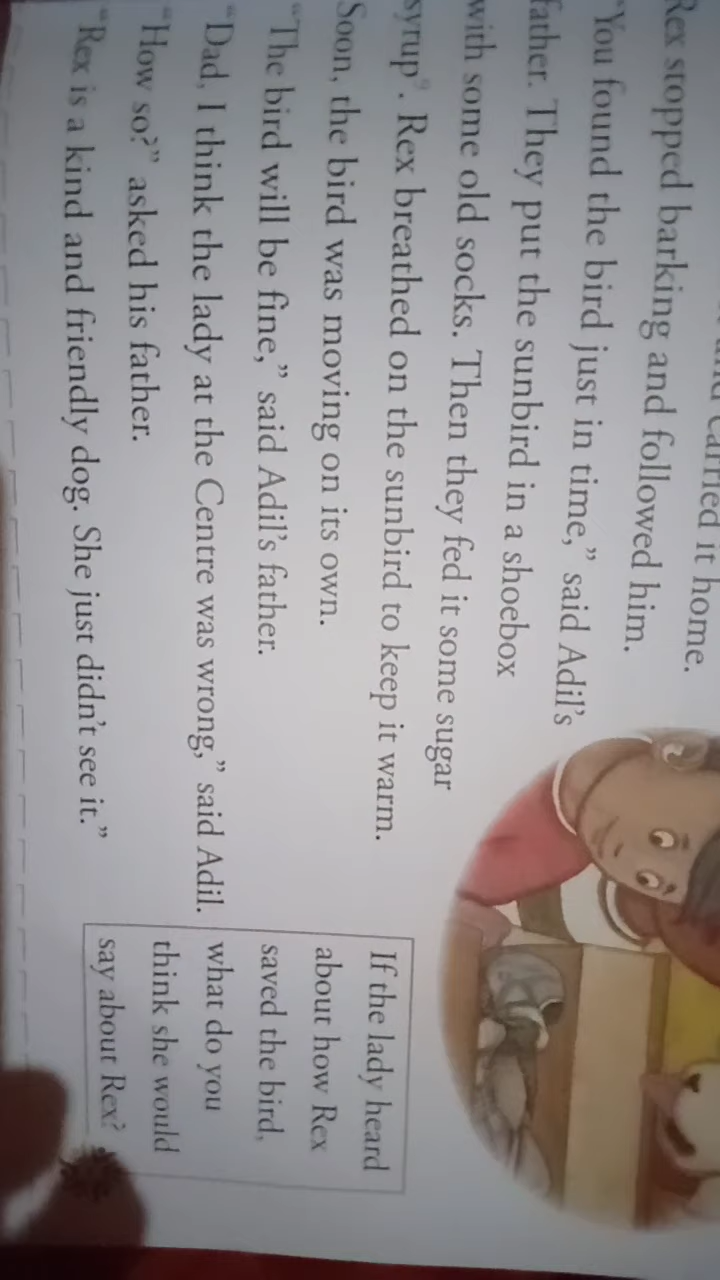 carried it home.
Rex stopped barking and followed him.
“You found the bird just in time,” said Adil’s
father. They put the sunbird in a shoebox
with some old socks. Then they fed it some sugar
syrup. Rex breathed on the sunbird to keep it warm.
Soon, the bird was moving on its own.
“The bird will be fine,” said Adil’s father.
“Dad, I think the lady at the Centre was wrong,” said Adil.
“How so?” asked his father.
“Rex is a kind and friendly dog. She just didn’t see it.”
If the lady heard
about how Rex
saved the bird,
what do you
think she would
say about Rex?